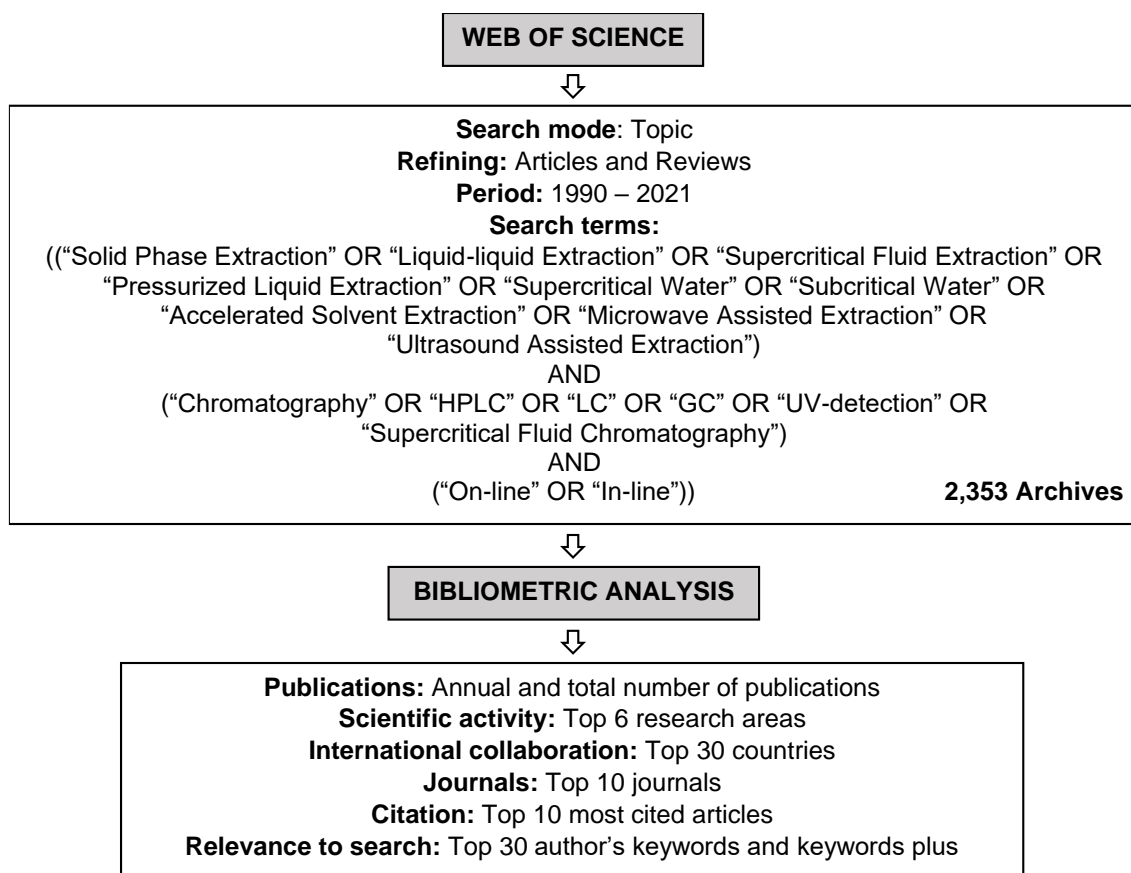 WEB OF SCIENCE
Search mode: Topic
Refining: Articles and Reviews
Period: 1990 – 2021
Search terms:
((“Solid Phase Extraction” OR “Liquid-liquid Extraction” OR “Supercritical Fluid Extraction” OR
“Pressurized Liquid Extraction” OR “Supercritical Water” OR “Subcritical Water” OR
“Accelerated Solvent Extraction” OR “Microwave Assisted Extraction” OR
“Ultrasound Assisted Extraction”)
AND
(“Chromatography” OR “HPLC” OR “LC” OR “GC” OR “UV-detection” OR
“Supercritical Fluid Chromatography”)
AND
(“On-line” OR “In-line”)) 2,353 Archives
BIBLIOMETRIC ANALYSIS
Publications: Annual and total number of publications
Scientific activity: Top 6 research areas
International collaboration: Top 30 countries
Journals: Top 10 journals
Citation: Top 10 most cited articles
Relevance to search: Top 30 author’s keywords and keywords plus